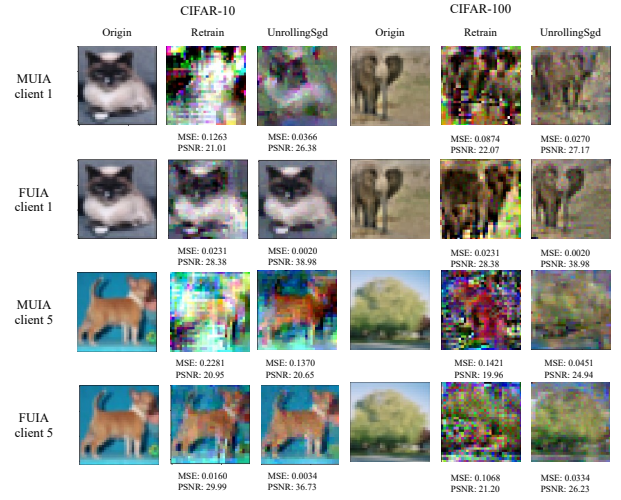 CIFAR-10 CIFAR-100
Origin Retrain UnrollingSgd Origin Retrain UnrollingSgd
MUIA
client 1
MSE: 0.1263 MSE: 0.0366 MSE: 0.0874 MSE: 0.0270
PSNR: 21.01 PSNR: 26.38 PSNR: 22.07 PSNR: 27.17
FUIA
client 1
MSE: 0.0231 MSE: 0.0020 MSE: 0.0231 MSE: 0.0020
PSNR: 28.38 PSNR: 38.98 PSNR: 28.38 PSNR: 38.98
MUIA
client 5
MSE: 0.2281 MSE: 0.1370 MSE: 0.1421 MSE: 0.0451
PSNR: 20.95 PSNR: 20.65 PSNR: 19.96 PSNR: 24.94
FUIA
client 5
MSE: 0.0160 MSE: 0.0034 MSE: 0.1068 MSE: 0.0334
PSNR: 29.99 PSNR: 36.73 PSNR: 21.20 PSNR: 26.23